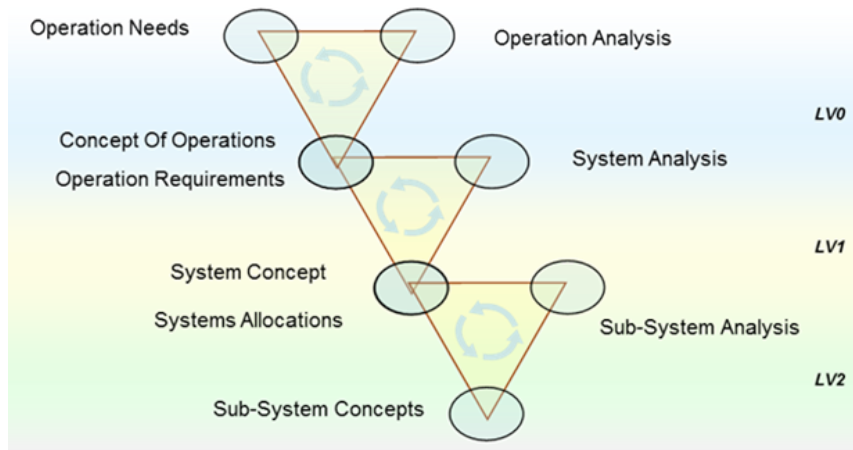 Operation Needs
Operation Analysis
LV0
Concept Of Operations
Operation Requirements
System Analysis
LV1
System Concept
Systems Allocations
Sub-System Analysis
LV2
Sub-System Concepts